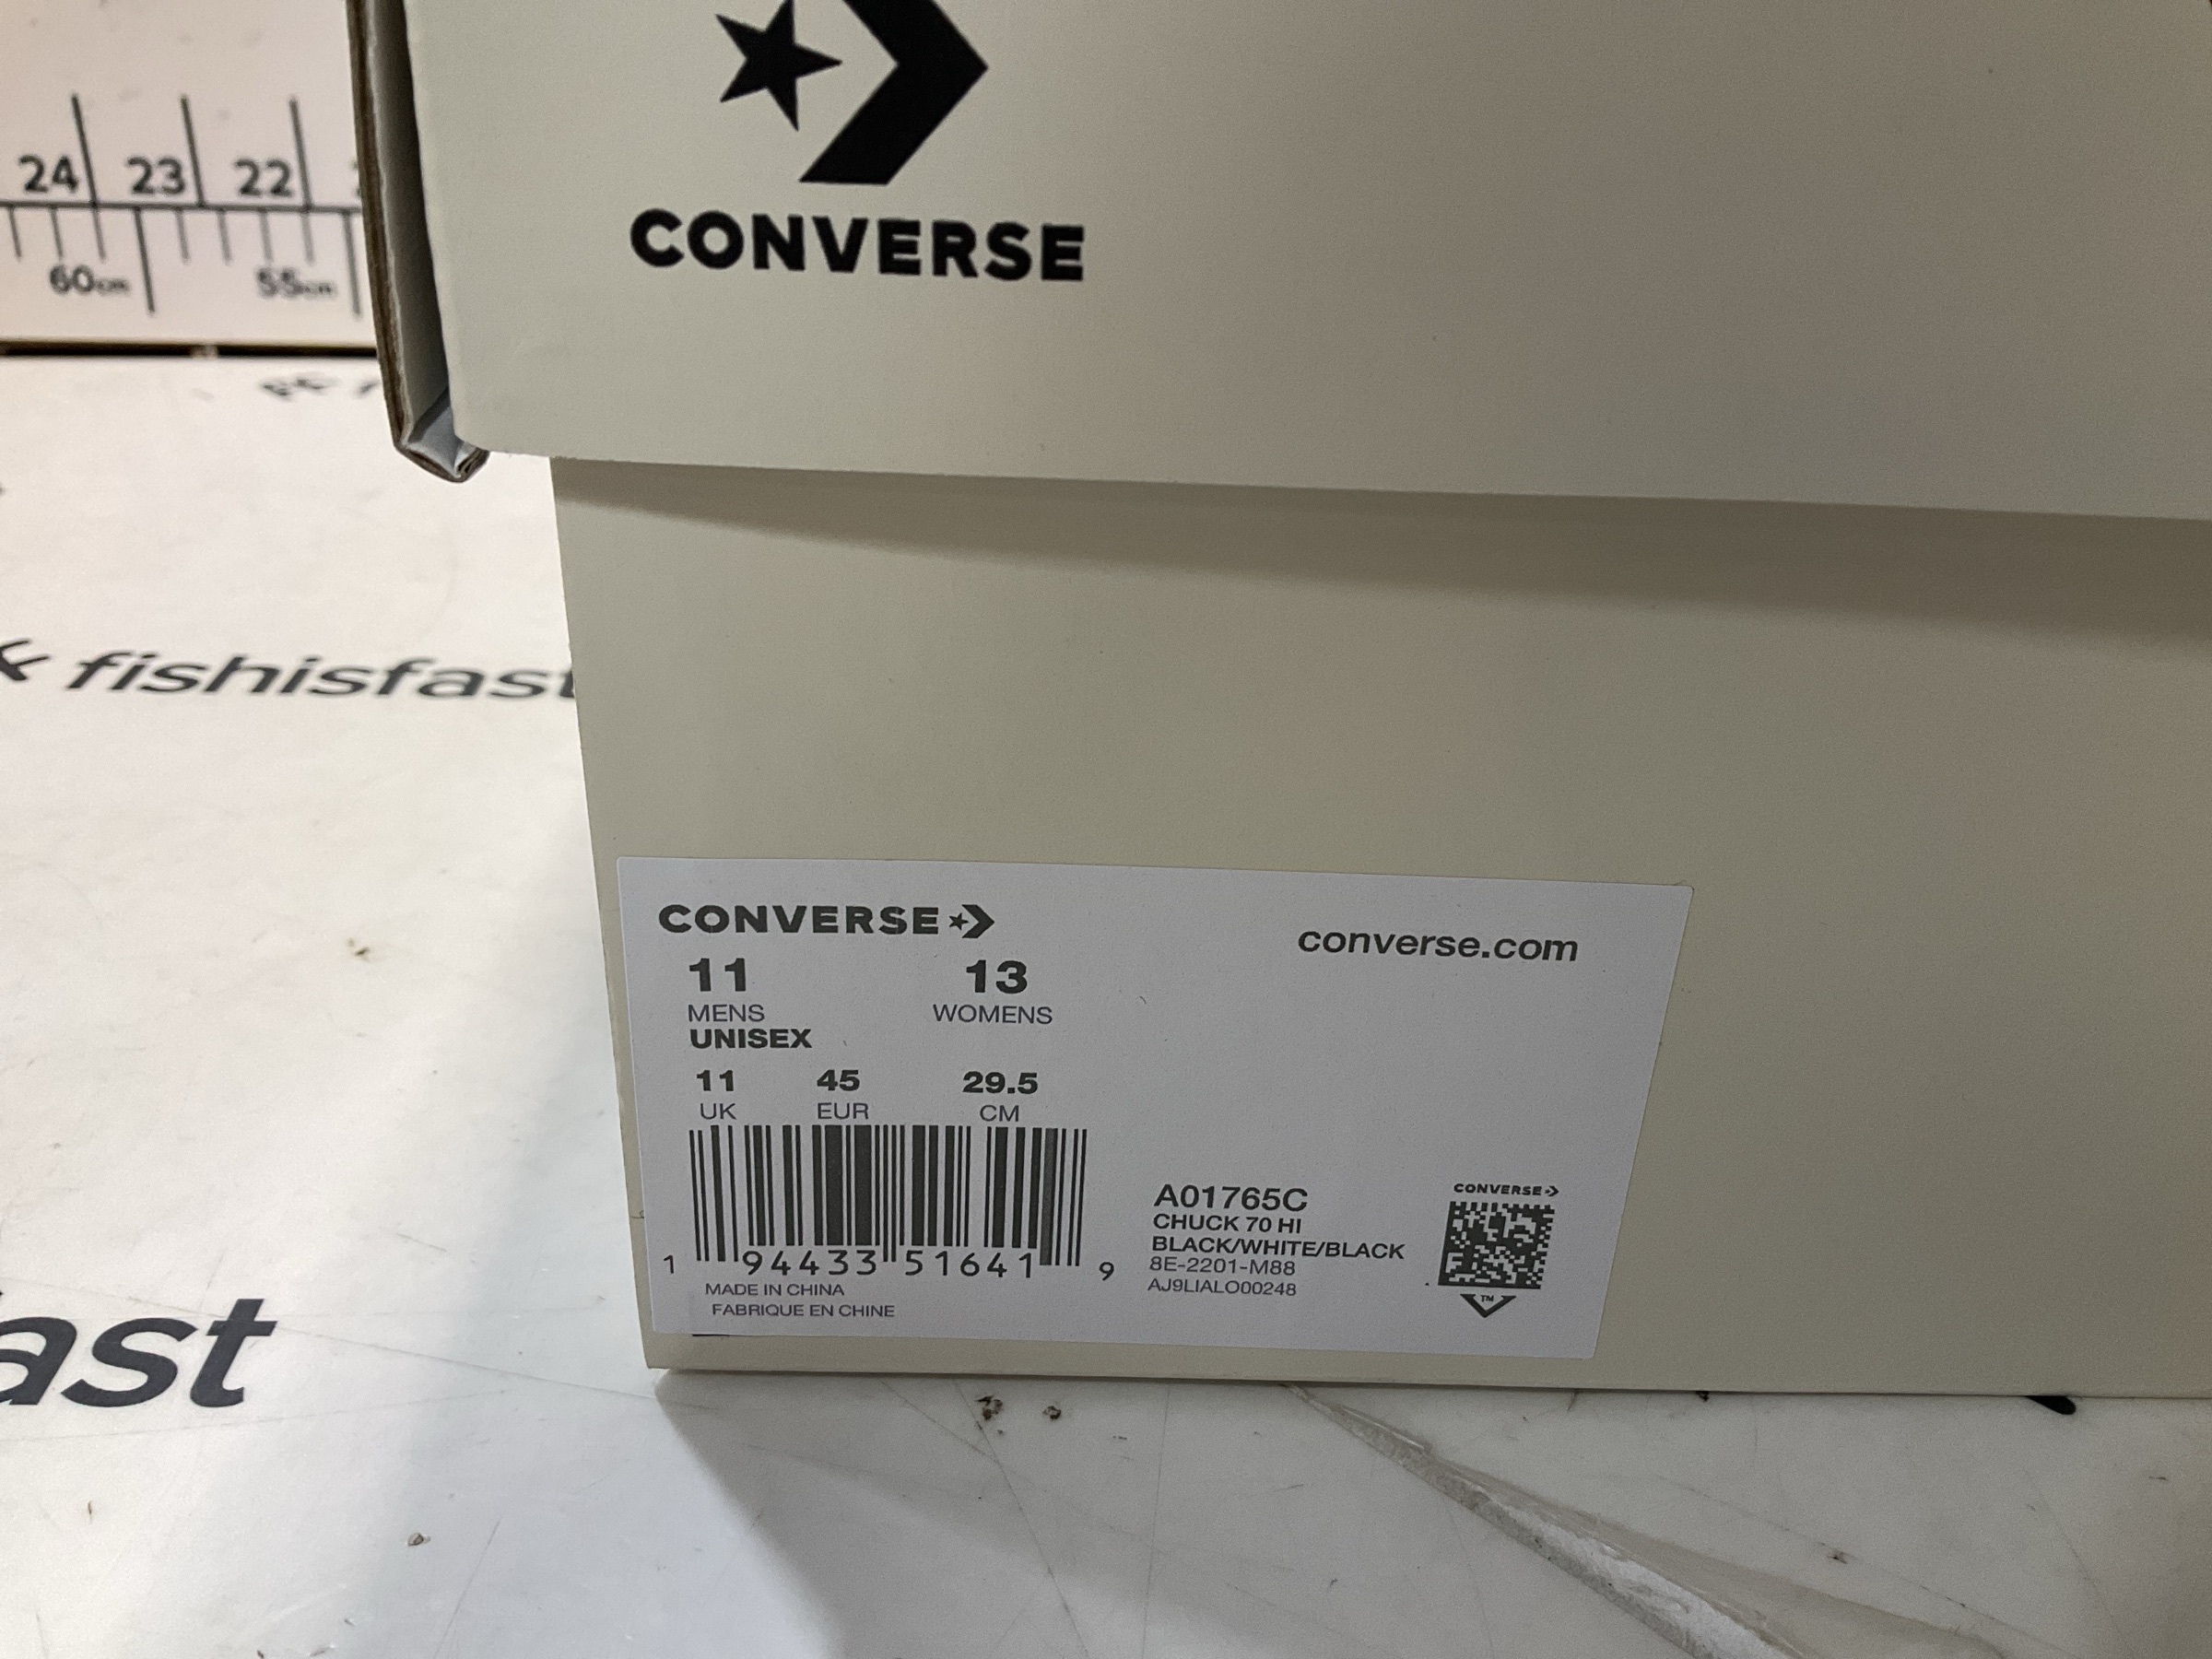 24 23 22
60cm 55cm
CONVERSE
fishisfast
ast
CONVERSE
converse.com
11 13
MENS WOMENS
UNISEX
11 45 29.5
UK EUR CM
1 94433 51641 9
MADE IN CHINA
FABRIQUE EN CHINE
A01765C
CHUCK 70 HI
BLACK/WHITE/BLACK
8E-2201-M88
AJ9LIALO00248
CONVERSE
TM